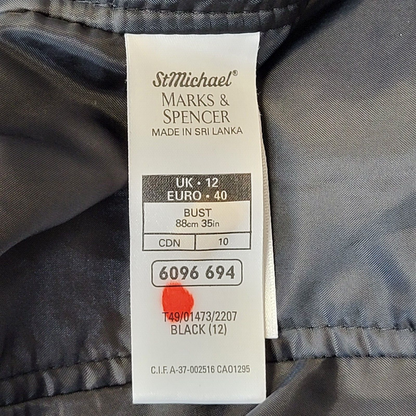 StMichael®
MARKS &
SPENCER
MADE IN SRI LANKA
UK • 12
EURO • 40
BUST
88cm 35in
CDN 10
6096 694
T49/01473/2207
BLACK (12)
C.I.F. A-37-002516 CAO1295